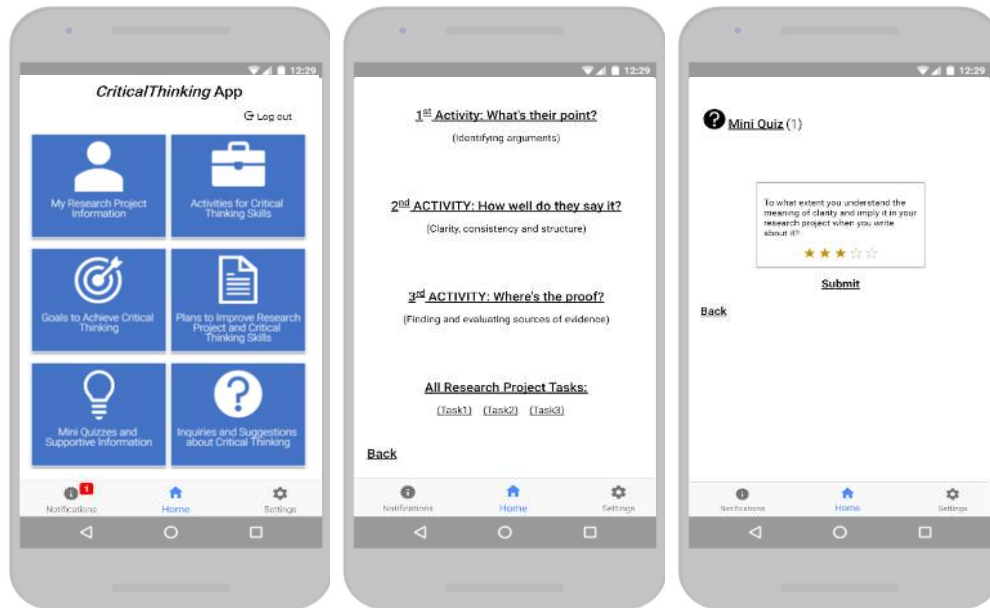 12:29
CriticalThinking App
Log out
My Research Project
Information
Activities for Critical
Thinking Skills
Goals to Achieve Critical
Thinking
Plans to Improve Research
Project and Critical
Thinking Skills
Mini Quizzes and
Supportive Information
Inquiries and Suggestions
about Critical Thinking
1
Notifications
Home
Settings
12:29
1st Activity: What's their point?
(Identifying arguments)
2nd ACTIVITY: How well do they say it?
(Clarity, consistency and structure)
3rd ACTIVITY: Where's the proof?
(Finding and evaluating sources of evidence)
All Research Project Tasks:
(Task1) (Task2) (Task3)
Back
Notifications
Home
Settings
12:29
Mini Quiz (1)
To what extent you understand the
meaning of clarity and imply it in your
research project when you write
about it?
Submit
Back
Notifications
Home
Settings